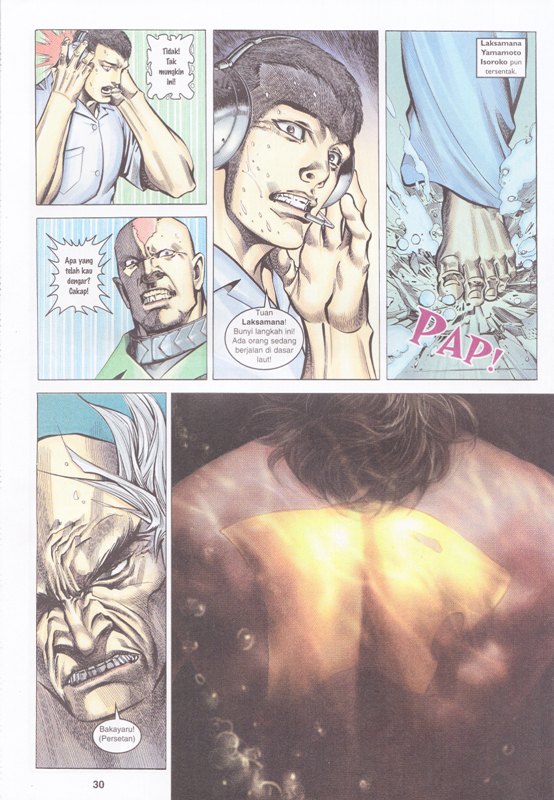 Tidak!
Tak
mungkin
ini!
Apa yang
telah kau
dengar?
Cakap!
Tuan
Laksamana!
Bunyi langkah ini!
Ada orang sedang
berjalan di dasar
laut!
Laksamana
Yamamoto
Isoroko pun
tersentak.
PAP!
Bakayaru!
(Persetan)
30